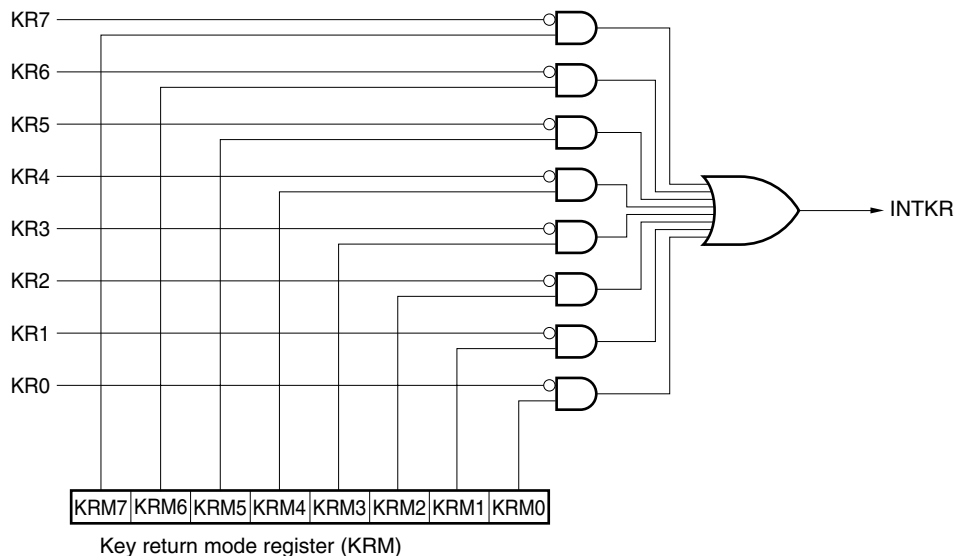 KR7
KR6
KR5
KR4
KR3
KR2
KR1
KR0
INTKR
KRM7 KRM6 KRM5 KRM4 KRM3 KRM2 KRM1 KRM0
Key return mode register (KRM)